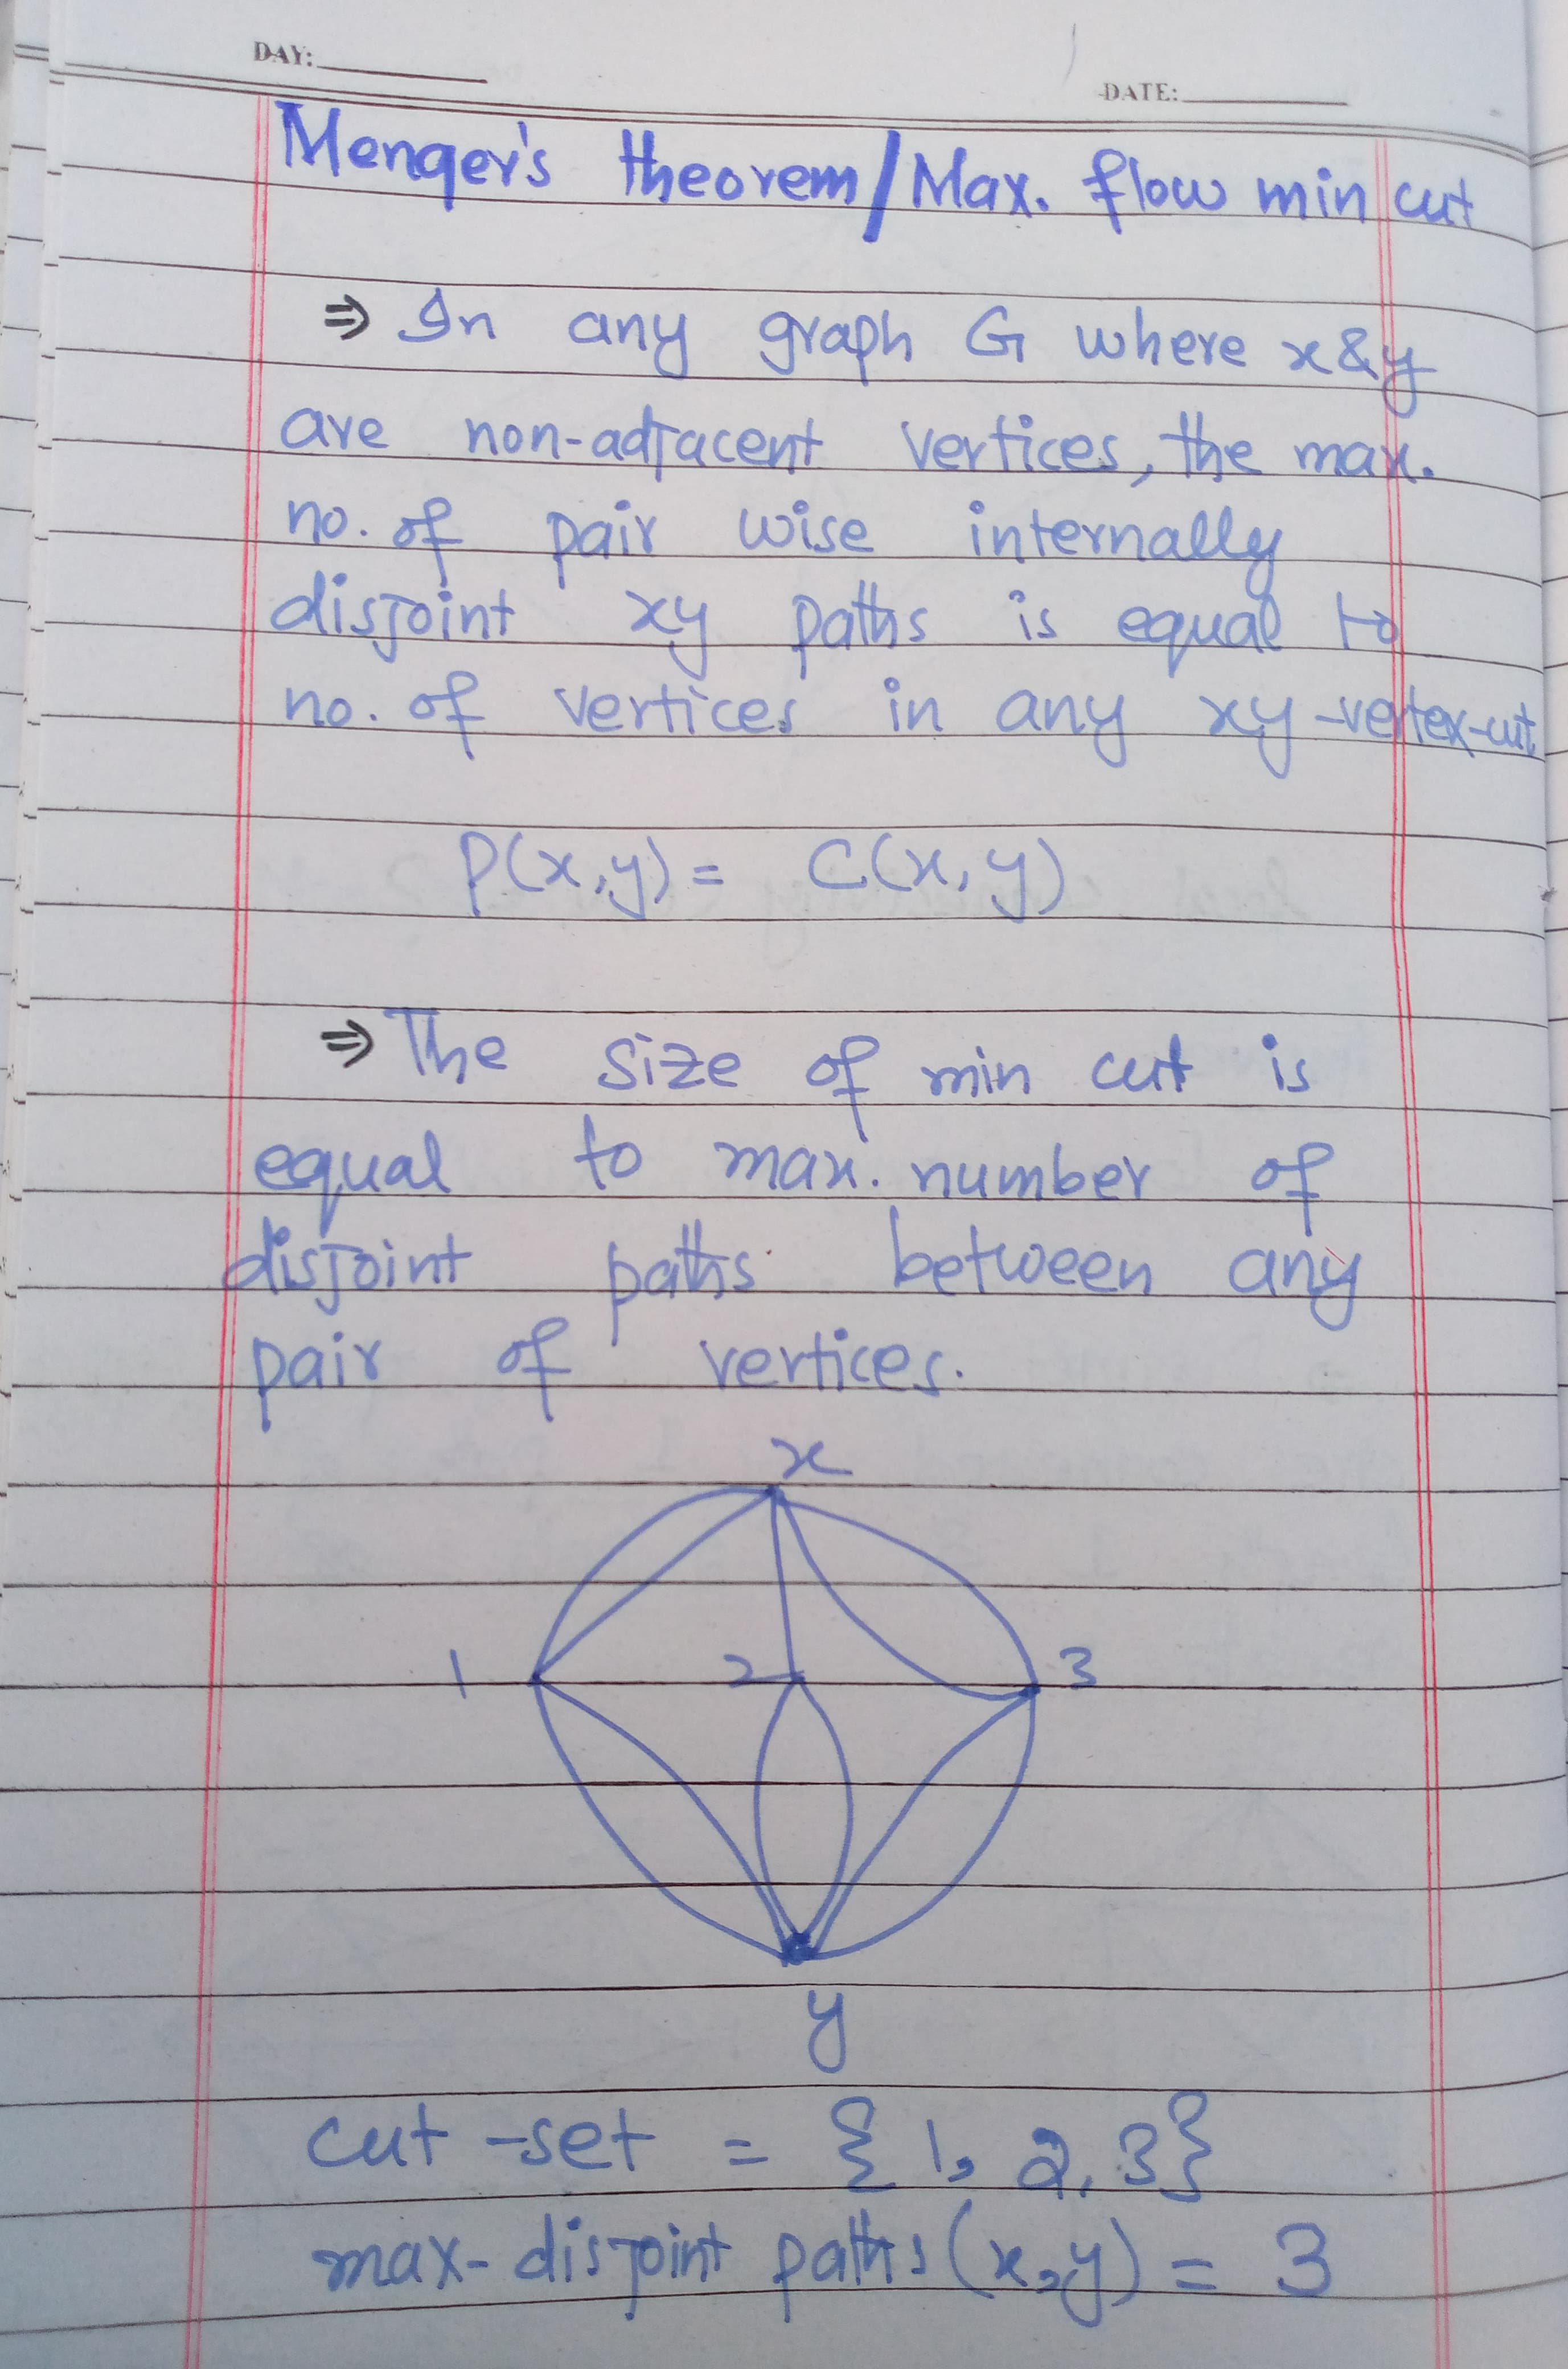 DAY:
DATE:
Menger's theorem/Max. flow min cut
⇒ In any graph G where x&y
are non-adjacent vertices, the max.
no. of pair wise internally
disjoint xy paths is equal to
no. of vertices in any xy-vertex-cut
P(x,y) = C(x,y)
⇒ The size of min cut is
equal to max. number of
disjoint paths between any
pair of vertices.
x
1 2 3
y
cut-set = {1, 2, 3}
max-disjoint paths(x,y) = 3